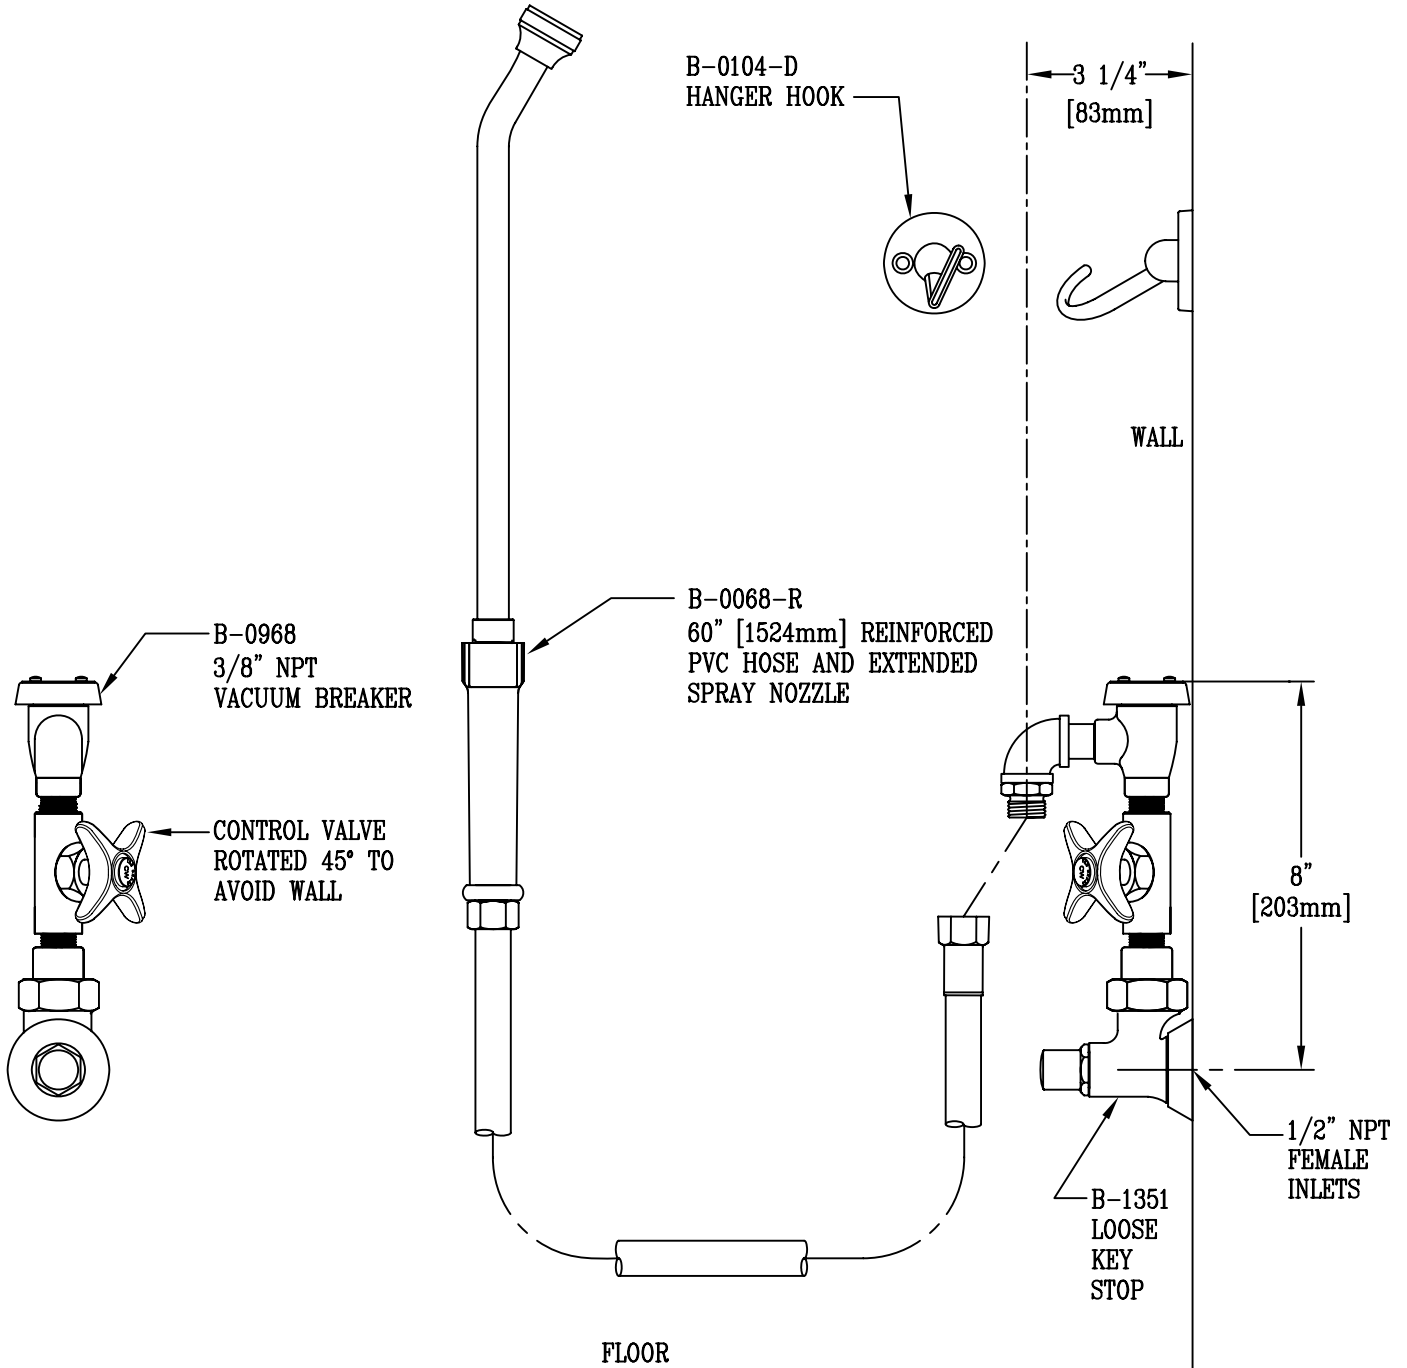 B-0104-D
HANGER HOOK
3 1/4"
[83mm]
WALL
B-0068-R
60" [1524mm] REINFORCED
PVC HOSE AND EXTENDED
SPRAY NOZZLE
B-0968
3/8" NPT
VACUUM BREAKER
CONTROL VALVE
ROTATED 45° TO
AVOID WALL
8"
[203mm]
1/2" NPT
FEMALE
INLETS
B-1351
LOOSE
KEY
STOP
FLOOR